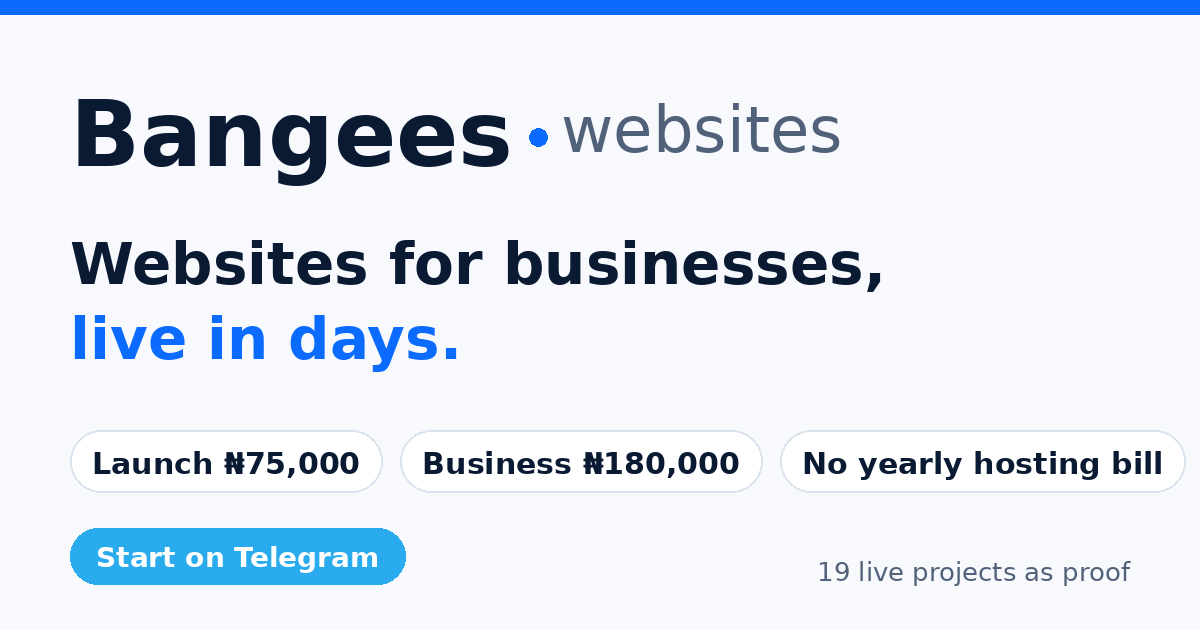 Bangees • websites
Websites for businesses,
live in days.
Launch ₦75,000
Business ₦180,000
No yearly hosting bill
Start on Telegram
19 live projects as proof